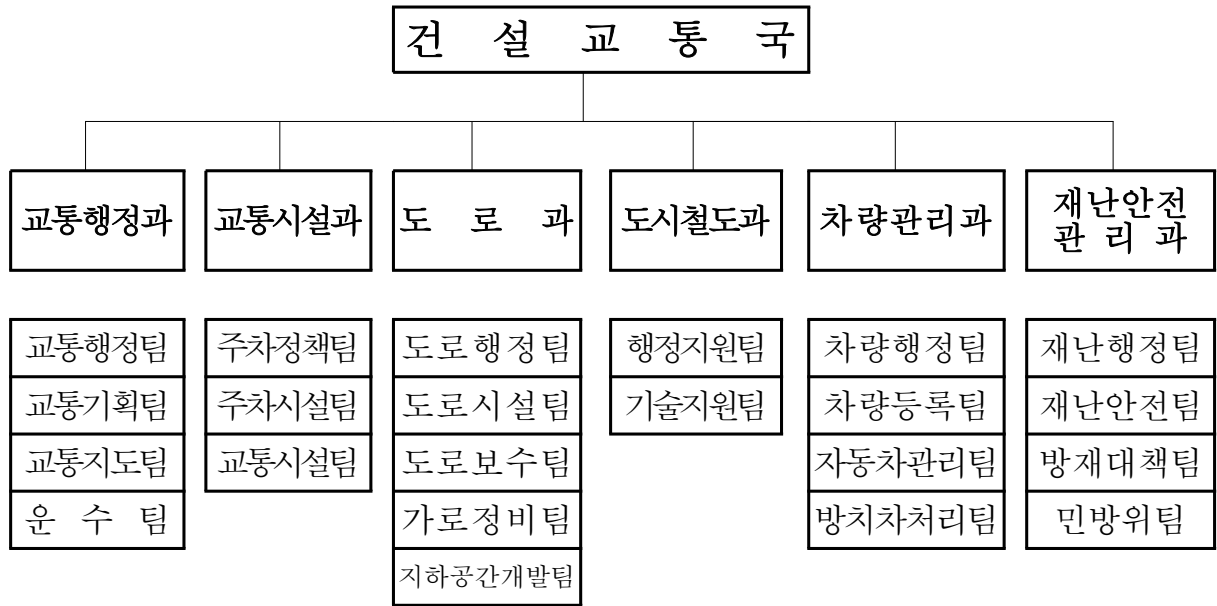 건 설 교 통 국
교통행정과
교통시설과
도 로 과
도시철도과
차량관리과
재난안전
관 리 과
교통행정팀
교통기획팀
교통지도팀
운 수 팀
주차정책팀
주차시설팀
교통시설팀
도로행정팀
도로시설팀
도로보수팀
가로정비팀
지하공간개발팀
행정지원팀
기술지원팀
차량행정팀
차량등록팀
자동차관리팀
방치차처리팀
재난행정팀
재난안전팀
방재대책팀
민방위팀